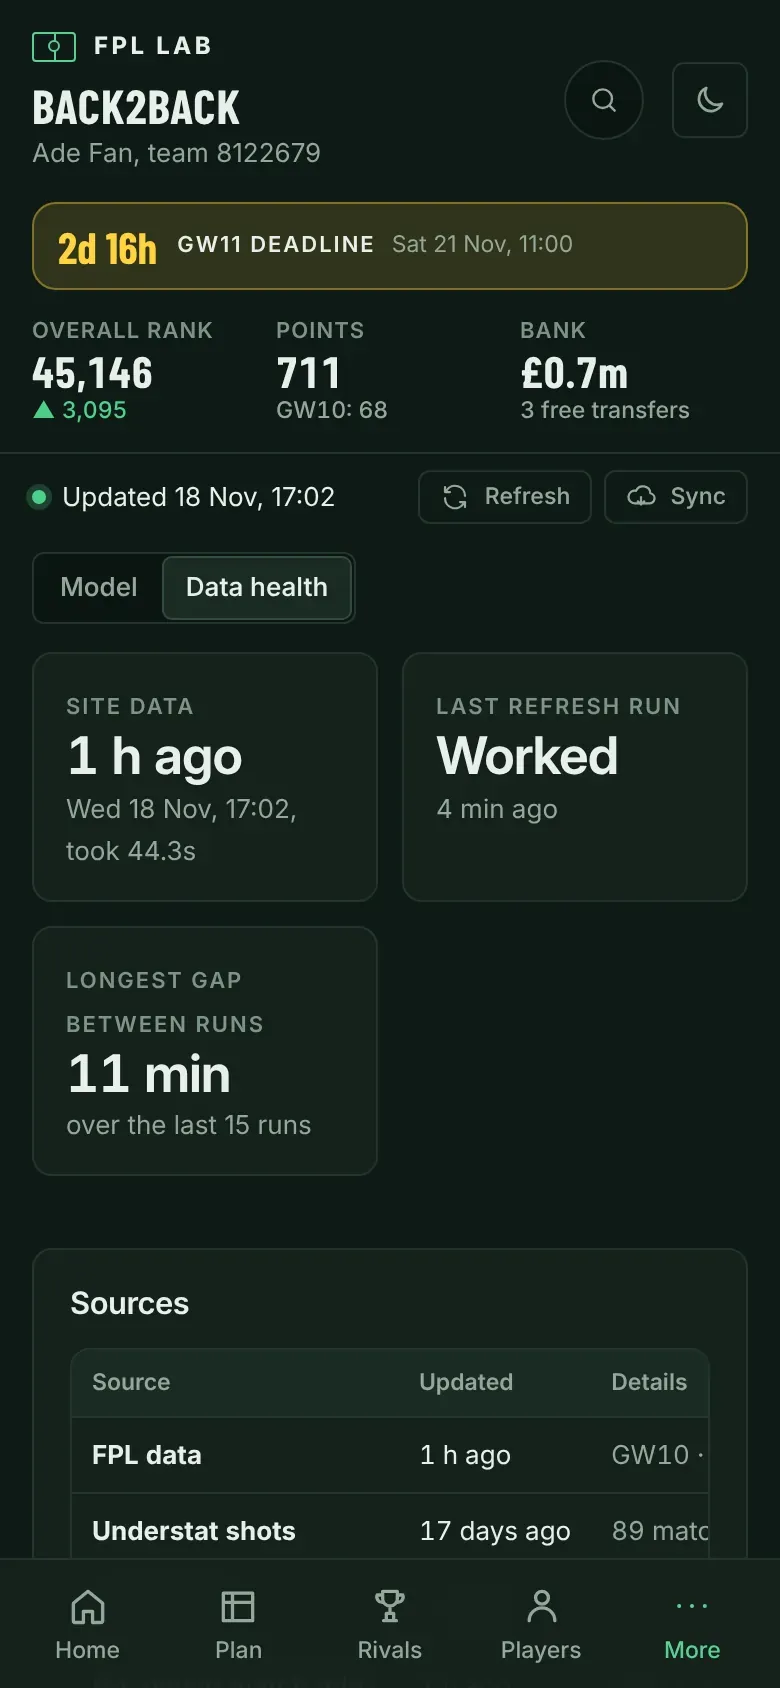 FPL LAB
BACK2BACK
Ade Fan, team 8122679
2d 16h GW11 DEADLINE Sat 21 Nov, 11:00
OVERALL RANK POINTS BANK
45,146 711 £0.7m
▲ 3,095 GW10: 68 3 free transfers
Updated 18 Nov, 17:02 Refresh Sync
Model Data health
SITE DATA
1 h ago
Wed 18 Nov, 17:02,
took 44.3s
LAST REFRESH RUN
Worked
4 min ago
LONGEST GAP
BETWEEN RUNS
11 min
over the last 15 runs
Sources
Source Updated Details
FPL data 1 h ago GW10 ·
Understat shots 17 days ago 89 matc
Home Plan Rivals Players More